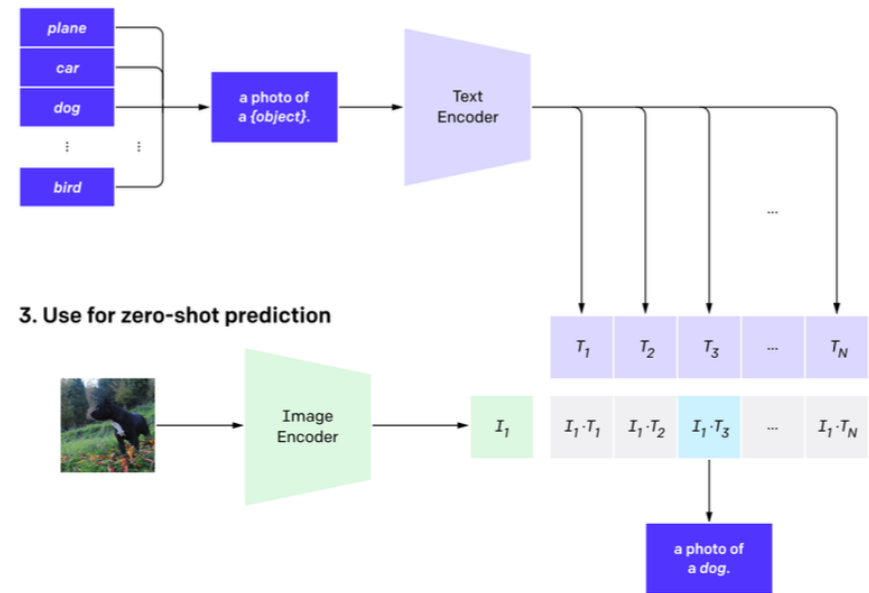 plane
car
dog
⋮ ⋮
bird
a photo of
a {object}.
Text
Encoder
...
3. Use for zero-shot prediction
T1 T2 T3 ... TN
Image
Encoder
I1
I1·T1 I1·T2 I1·T3 ... I1·TN
a photo of
a dog.